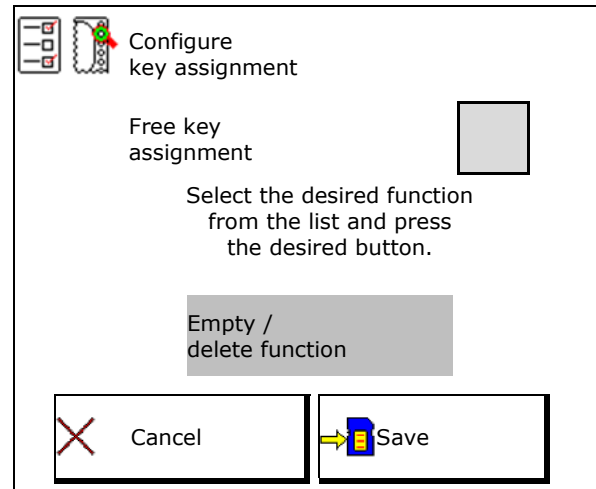 Configure
key assignment
Free key
assignment
Select the desired function
from the list and press
the desired button.
Empty /
delete function
Cancel
Save